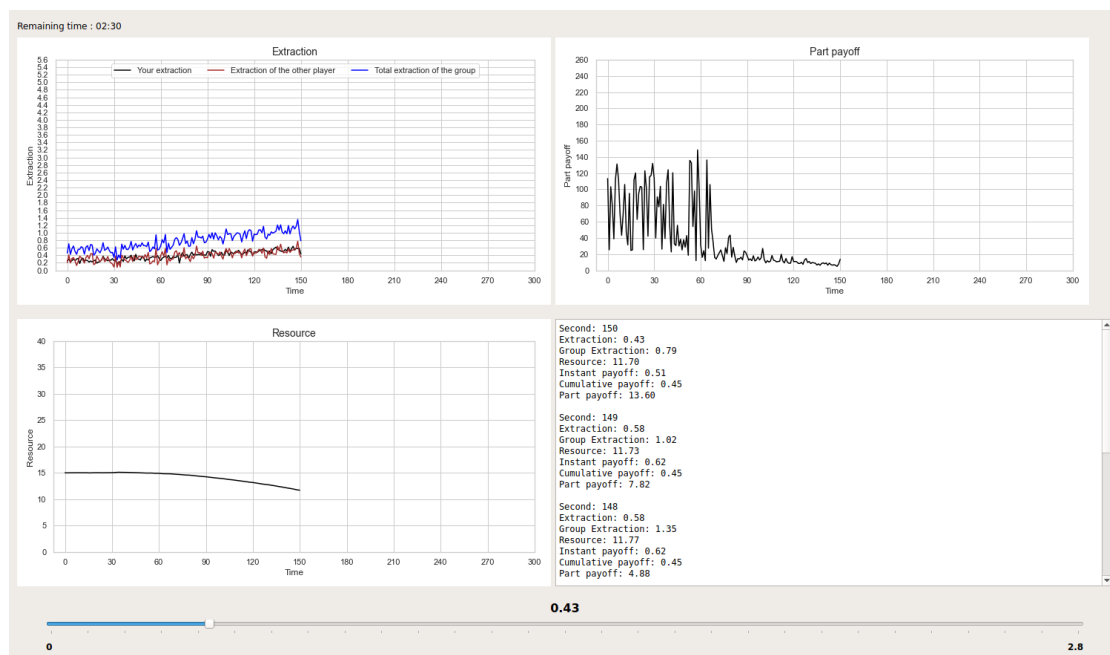 Remaining time : 02:30
Extraction
Your extraction
Extraction of the other player
Total extraction of the group
5.6
5.4
5.2
5.0
4.8
4.6
4.4
4.2
4.0
3.8
3.6
3.4
3.2
3.0
2.8
2.6
2.4
2.2
2.0
1.8
1.6
1.4
1.2
1.0
0.8
0.6
0.4
0.2
0.0
Extraction
0 30 60 90 120 150 180 210 240 270 300
Time
Part payoff
260
240
220
200
180
160
140
120
100
80
60
40
20
0
Part payoff
0 30 60 90 120 150 180 210 240 270 300
Time
Resource
40
35
30
25
20
15
10
5
0
Resource
0 30 60 90 120 150 180 210 240 270 300
Time
Second: 150
Extraction: 0.43
Group Extraction: 0.79
Resource: 11.70
Instant payoff: 0.51
Cumulative payoff: 0.45
Part payoff: 13.60
Second: 149
Extraction: 0.58
Group Extraction: 1.02
Resource: 11.73
Instant payoff: 0.62
Cumulative payoff: 0.45
Part payoff: 7.82
Second: 148
Extraction: 0.58
Group Extraction: 1.35
Resource: 11.77
Instant payoff: 0.62
Cumulative payoff: 0.45
Part payoff: 4.88
0.43
0 2.8